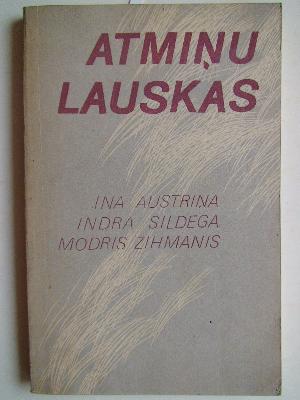 ATMIŅU
LAUSKAS
INA AUSTRIŅA
INDRA SILDEGA
MODRIS ZIHMANIS